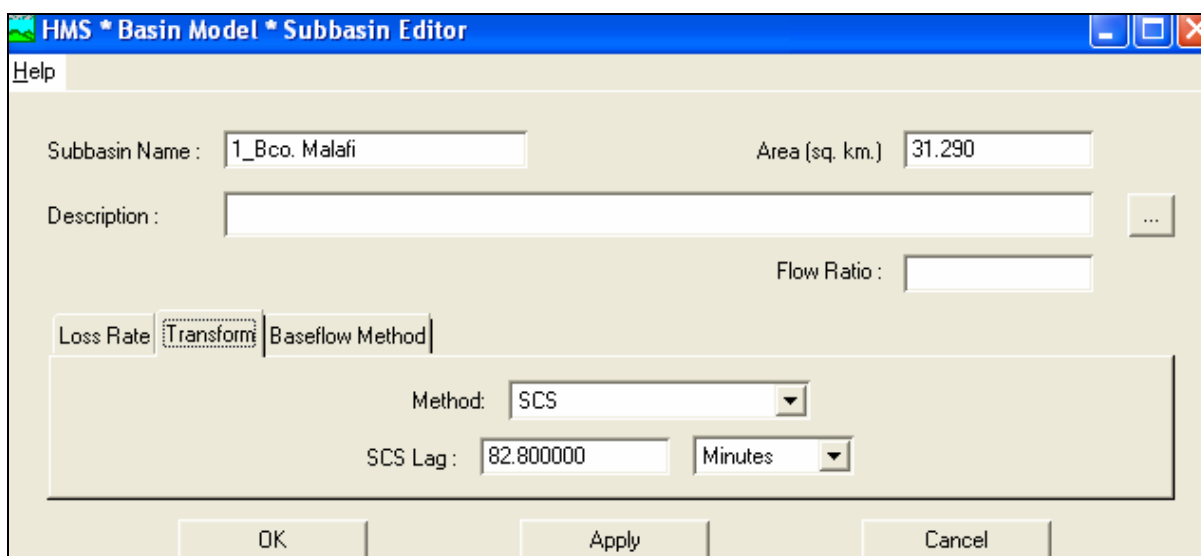 HMS * Basin Model * Subbasin Editor
Help
Subbasin Name : 1_Bco. Malafi Area (sq. km.) 31.290
Description : ...
Flow Ratio :
Loss Rate Transform Baseflow Method
Method: SCS
SCS Lag : 82.800000 Minutes
OK Apply Cancel